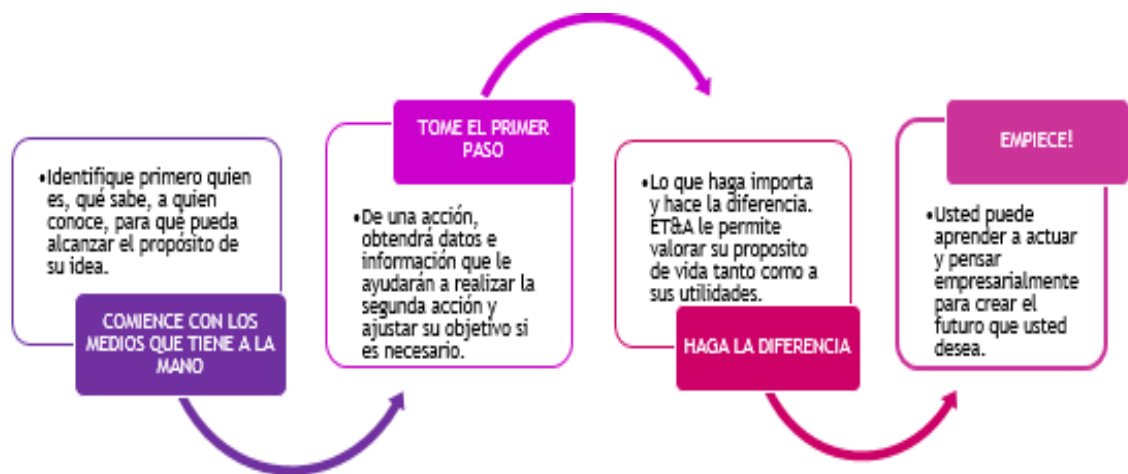 •Identifique primero quien
es, qué sabe, a quien
conoce, para qué pueda
alcanzar el propósito de
su idea.
COMIENCE CON LOS
MEDIOS QUE TIENE A LA
MANO
TOME EL PRIMER
PASO
•De una acción,
obtendrá datos e
información que le
ayudarán a realizar la
segunda acción y
ajustar su objetivo si
es necesario.
•Lo que haga importa
y hace la diferencia.
ET&A le permite
valorar su proposito
de vida tanto como a
sus utilidades.
HAGA LA DIFERENCIA
EMPIECE!
•Usted puede
aprender a actuar
y pensar
empresarialmente
para crear el
futuro que usted
desea.